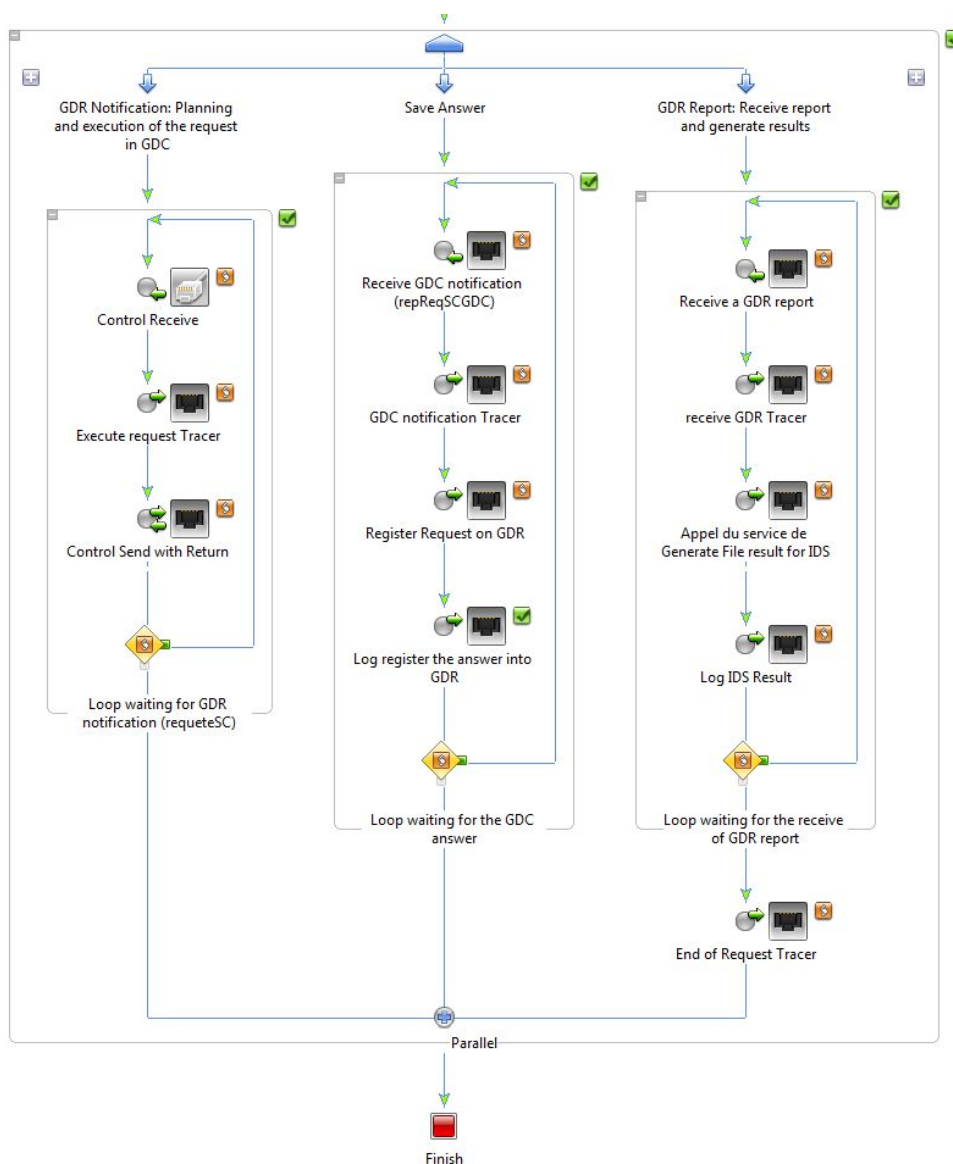 GDR Notification: Planning
and execution of the request
in GDC
Control Receive
Execute request Tracer
Control Send with Return
Loop waiting for GDR
notification (requeteSC)
Save Answer
Receive GDC notification
(repReqSCGDC)
GDC notification Tracer
Register Request on GDR
Log register the answer into
GDR
Loop waiting for the GDC
answer
GDR Report: Receive report
and generate results
Receive a GDR report
receive GDR Tracer
Appel du service de
Generate File result for IDS
Log IDS Result
Loop waiting for the receive
of GDR report
End of Request Tracer
Parallel
Finish